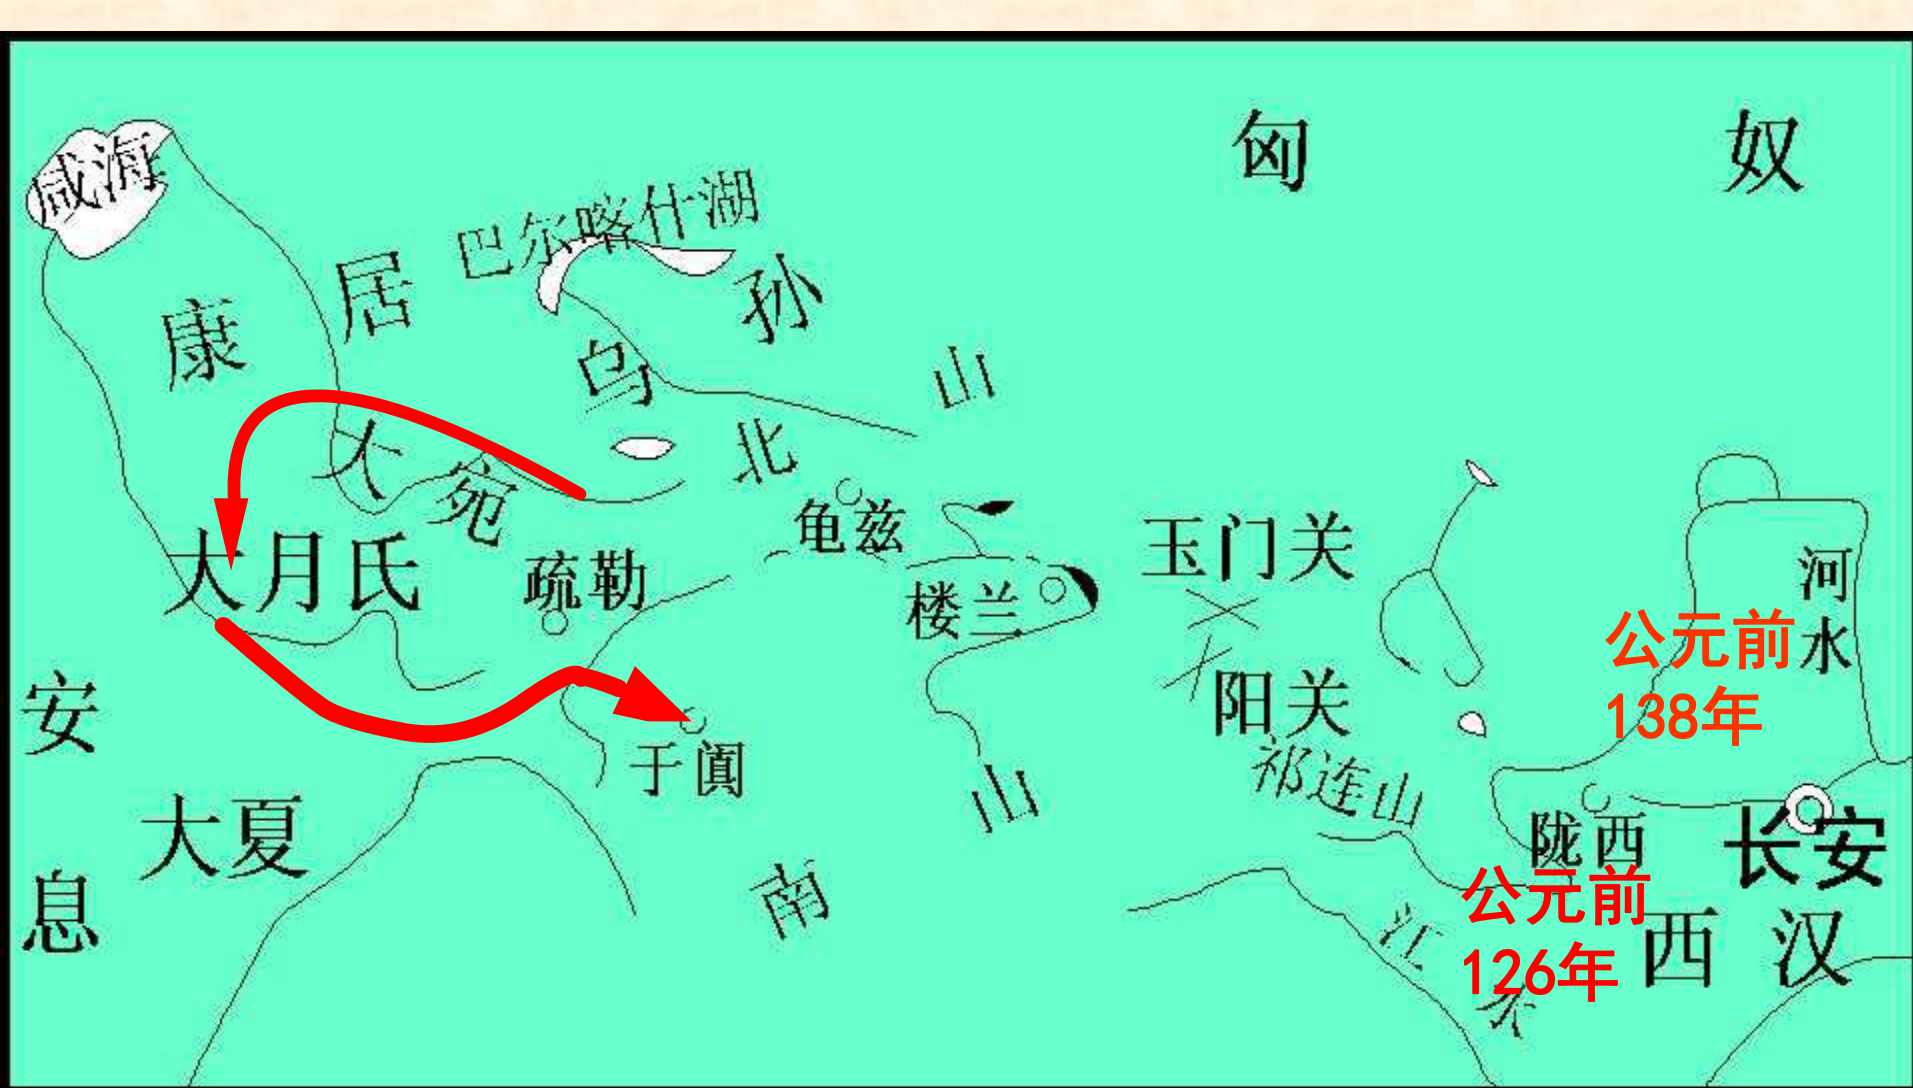 匈奴
咸海
巴尔喀什湖
康居
乌孙
北山
大宛
龟兹
玉门关
大月氏
疏勒
楼兰
河水
公元前
138年
阳关
安息
于阗
祁连山
大夏
南山
陇西
长安
公元前
126年
西汉
江水